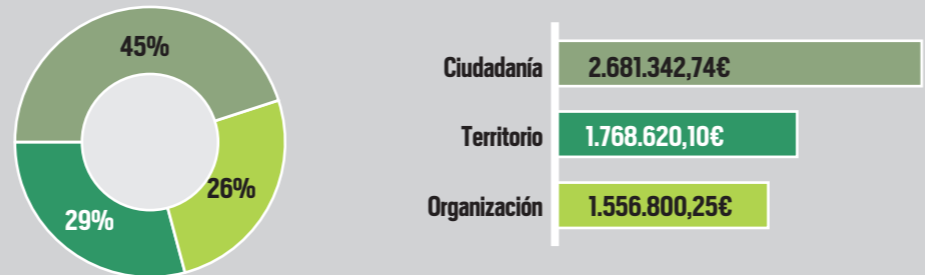 45%
26%
29%
Ciudadanía 2.681.342,74€
Territorio 1.768.620,10€
Organización 1.556.800,25€